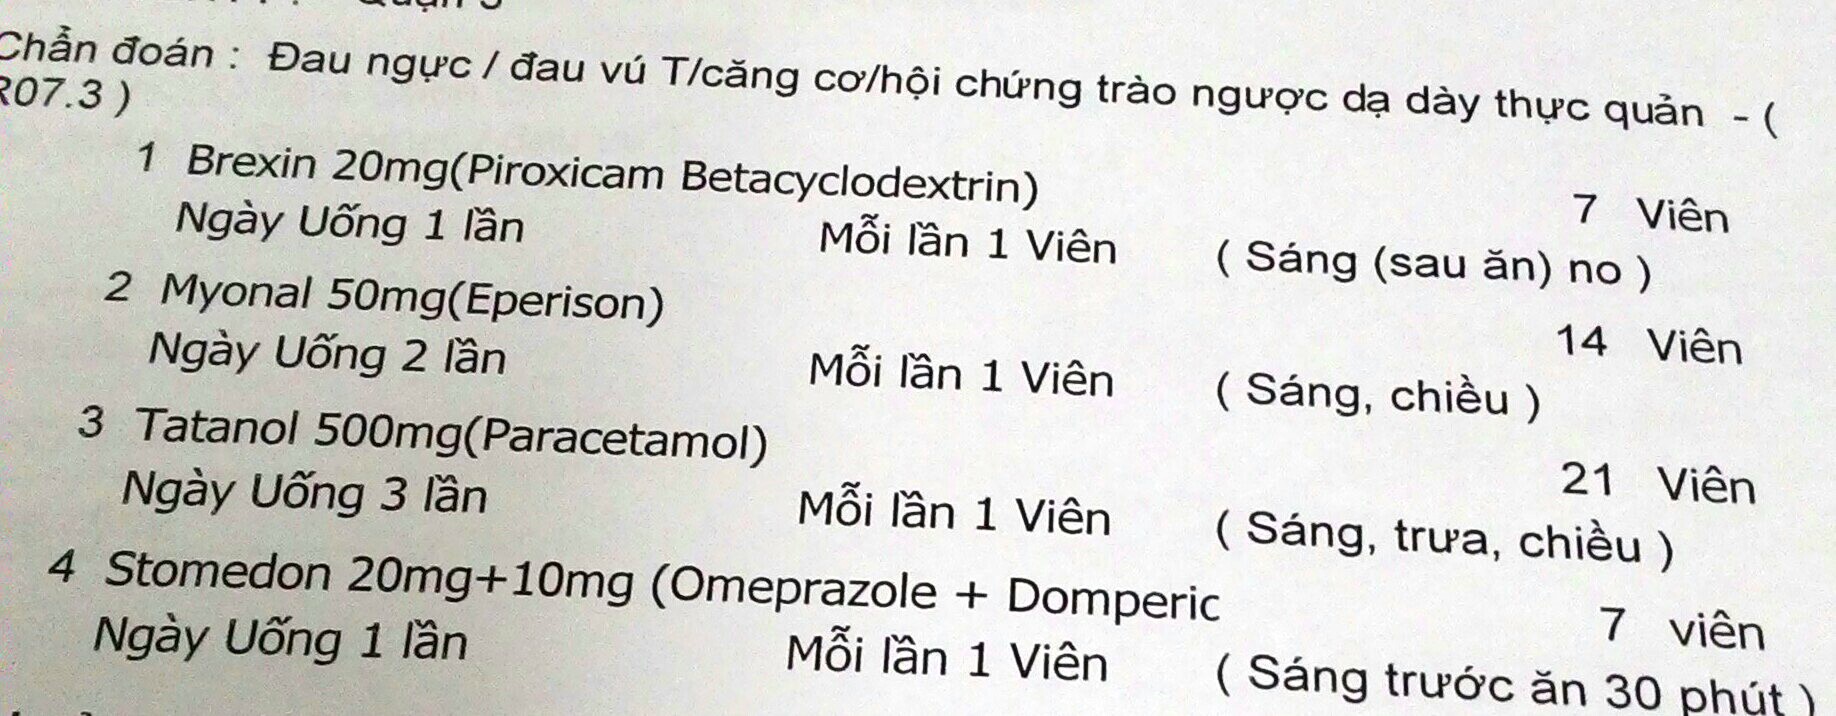 Chẩn đoán : Đau ngực / đau vú T/căng cơ/hội chứng trào ngược dạ dày thực quản - (
R07.3 )
1 Brexin 20mg(Piroxicam Betacyclodextrin) 7 Viên
Ngày Uống 1 lần Mỗi lần 1 Viên ( Sáng (sau ăn) no )
2 Myonal 50mg(Eperison) 14 Viên
Ngày Uống 2 lần Mỗi lần 1 Viên ( Sáng, chiều )
3 Tatanol 500mg(Paracetamol) 21 Viên
Ngày Uống 3 lần Mỗi lần 1 Viên ( Sáng, trưa, chiều )
4 Stomedon 20mg+10mg (Omeprazole + Domperic 7 viên
Ngày Uống 1 lần Mỗi lần 1 Viên ( Sáng trước ăn 30 phút )